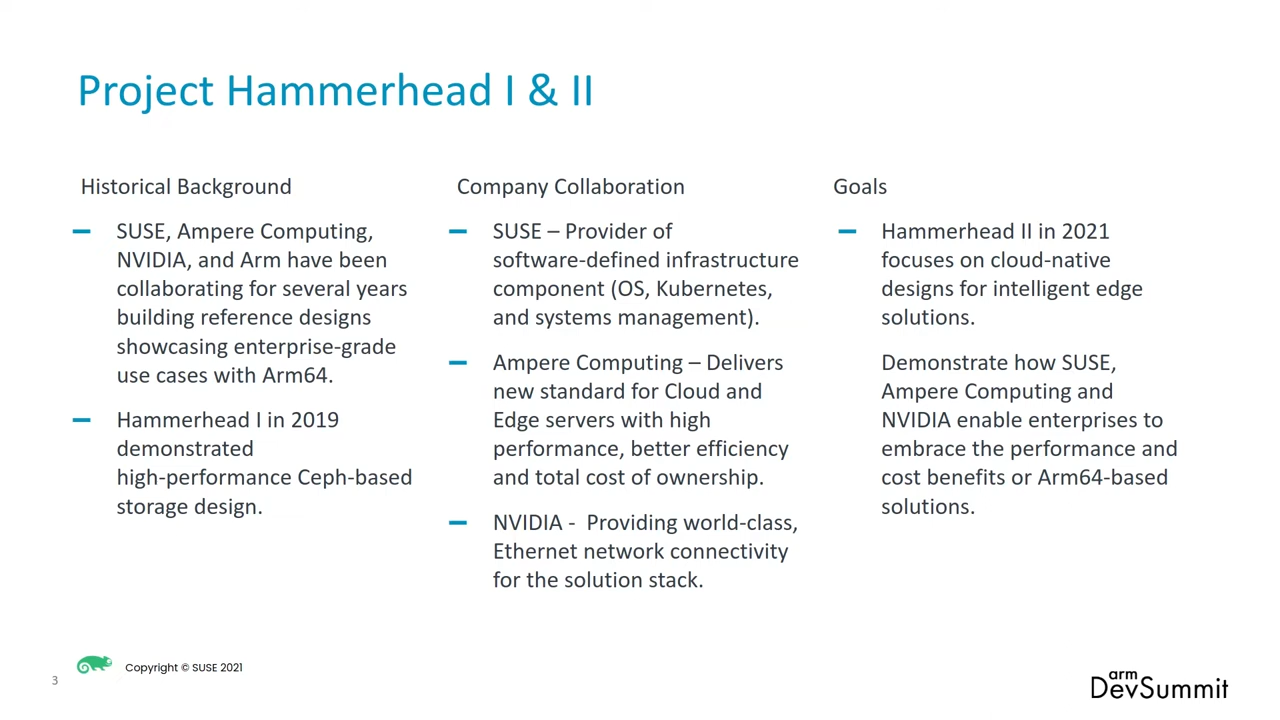 Project Hammerhead I & II
Historical Background
SUSE, Ampere Computing,
NVIDIA, and Arm have been
collaborating for several years
building reference designs
showcasing enterprise-grade
use cases with Arm64.
Hammerhead I in 2019
demonstrated
high-performance Ceph-based
storage design.
Company Collaboration
SUSE – Provider of
software-defined infrastructure
component (OS, Kubernetes,
and systems management).
Ampere Computing – Delivers
new standard for Cloud and
Edge servers with high
performance, better efficiency
and total cost of ownership.
NVIDIA - Providing world-class,
Ethernet network connectivity
for the solution stack.
Goals
Hammerhead II in 2021
focuses on cloud-native
designs for intelligent edge
solutions.
Demonstrate how SUSE,
Ampere Computing and
NVIDIA enable enterprises to
embrace the performance and
cost benefits or Arm64-based
solutions.
3
Copyright © SUSE 2021
arm
DevSummit